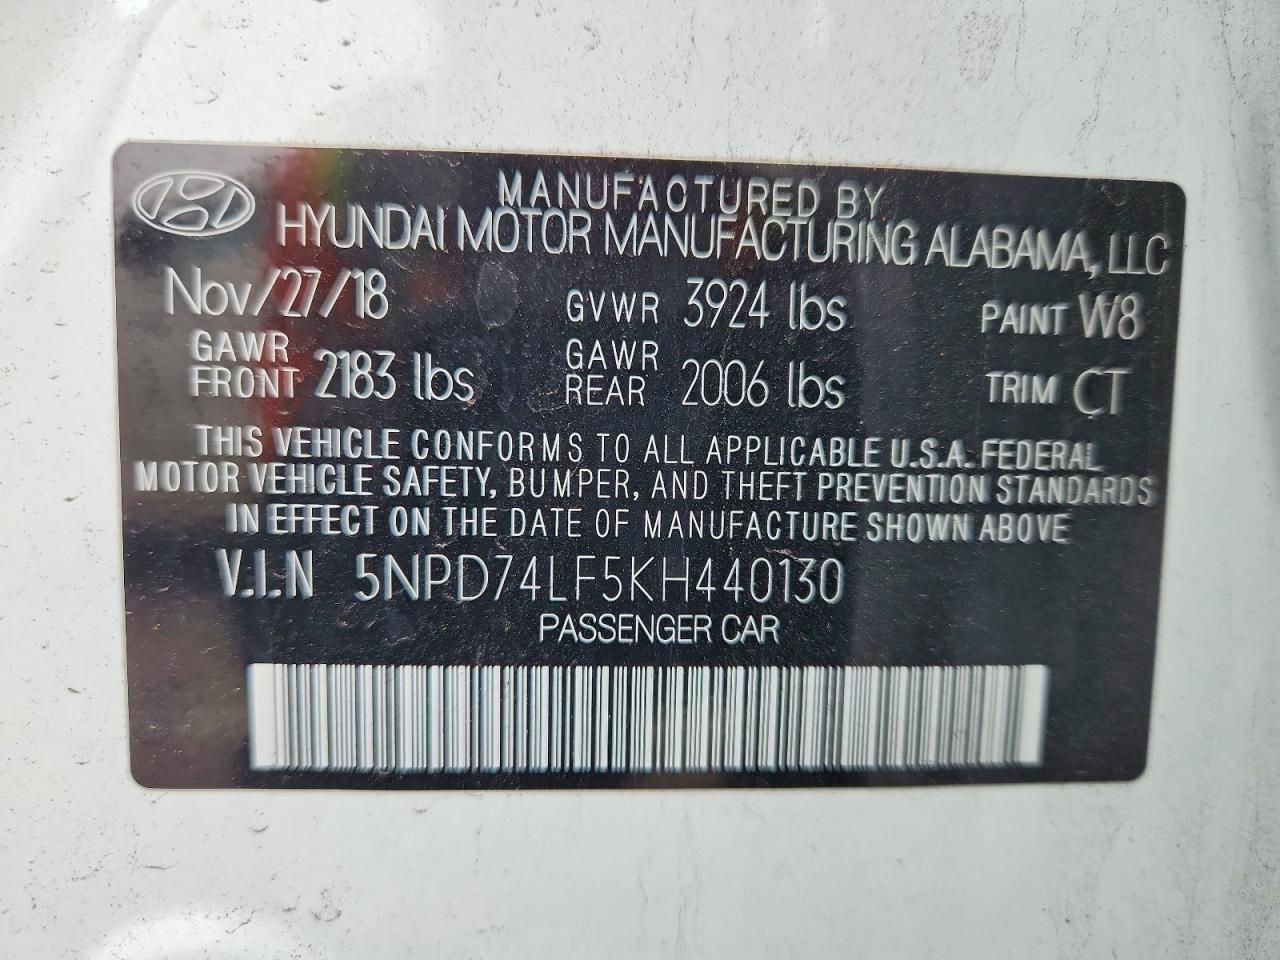 MANUFACTURED BY
HYUNDAI MOTOR MANUFACTURING ALABAMA, LLC
Nov/27/18 GVWR 3924 lbs PAINT W8
GAWR FRONT 2183 lbs GAWR REAR 2006 lbs TRIM CT
THIS VEHICLE CONFORMS TO ALL APPLICABLE U.S.A. FEDERAL
MOTOR VEHICLE SAFETY, BUMPER, AND THEFT PREVENTION STANDARDS
IN EFFECT ON THE DATE OF MANUFACTURE SHOWN ABOVE
V.I.N 5NPD74LF5KH440130
PASSENGER CAR